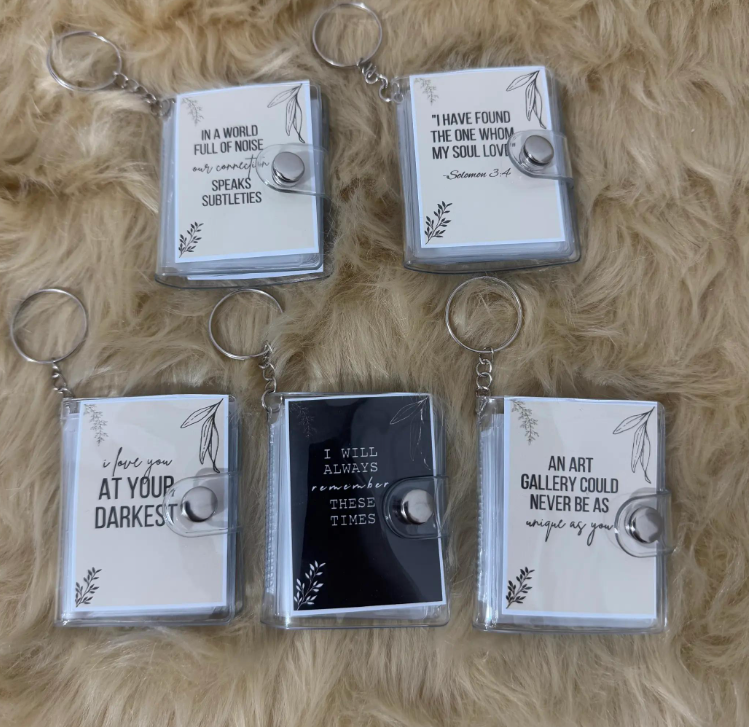 IN A WORLD
FULL OF NOISE
our connection
SPEAKS
SUBTLETIES
"I HAVE FOUND
THE ONE WHOM
MY SOUL LOVE
-Solomon 3:4
i love you
AT YOUR
DARKEST
I WILL
ALWAYS
remember
THESE
TIMES
AN ART
GALLERY COULD
NEVER BE AS
unique as you